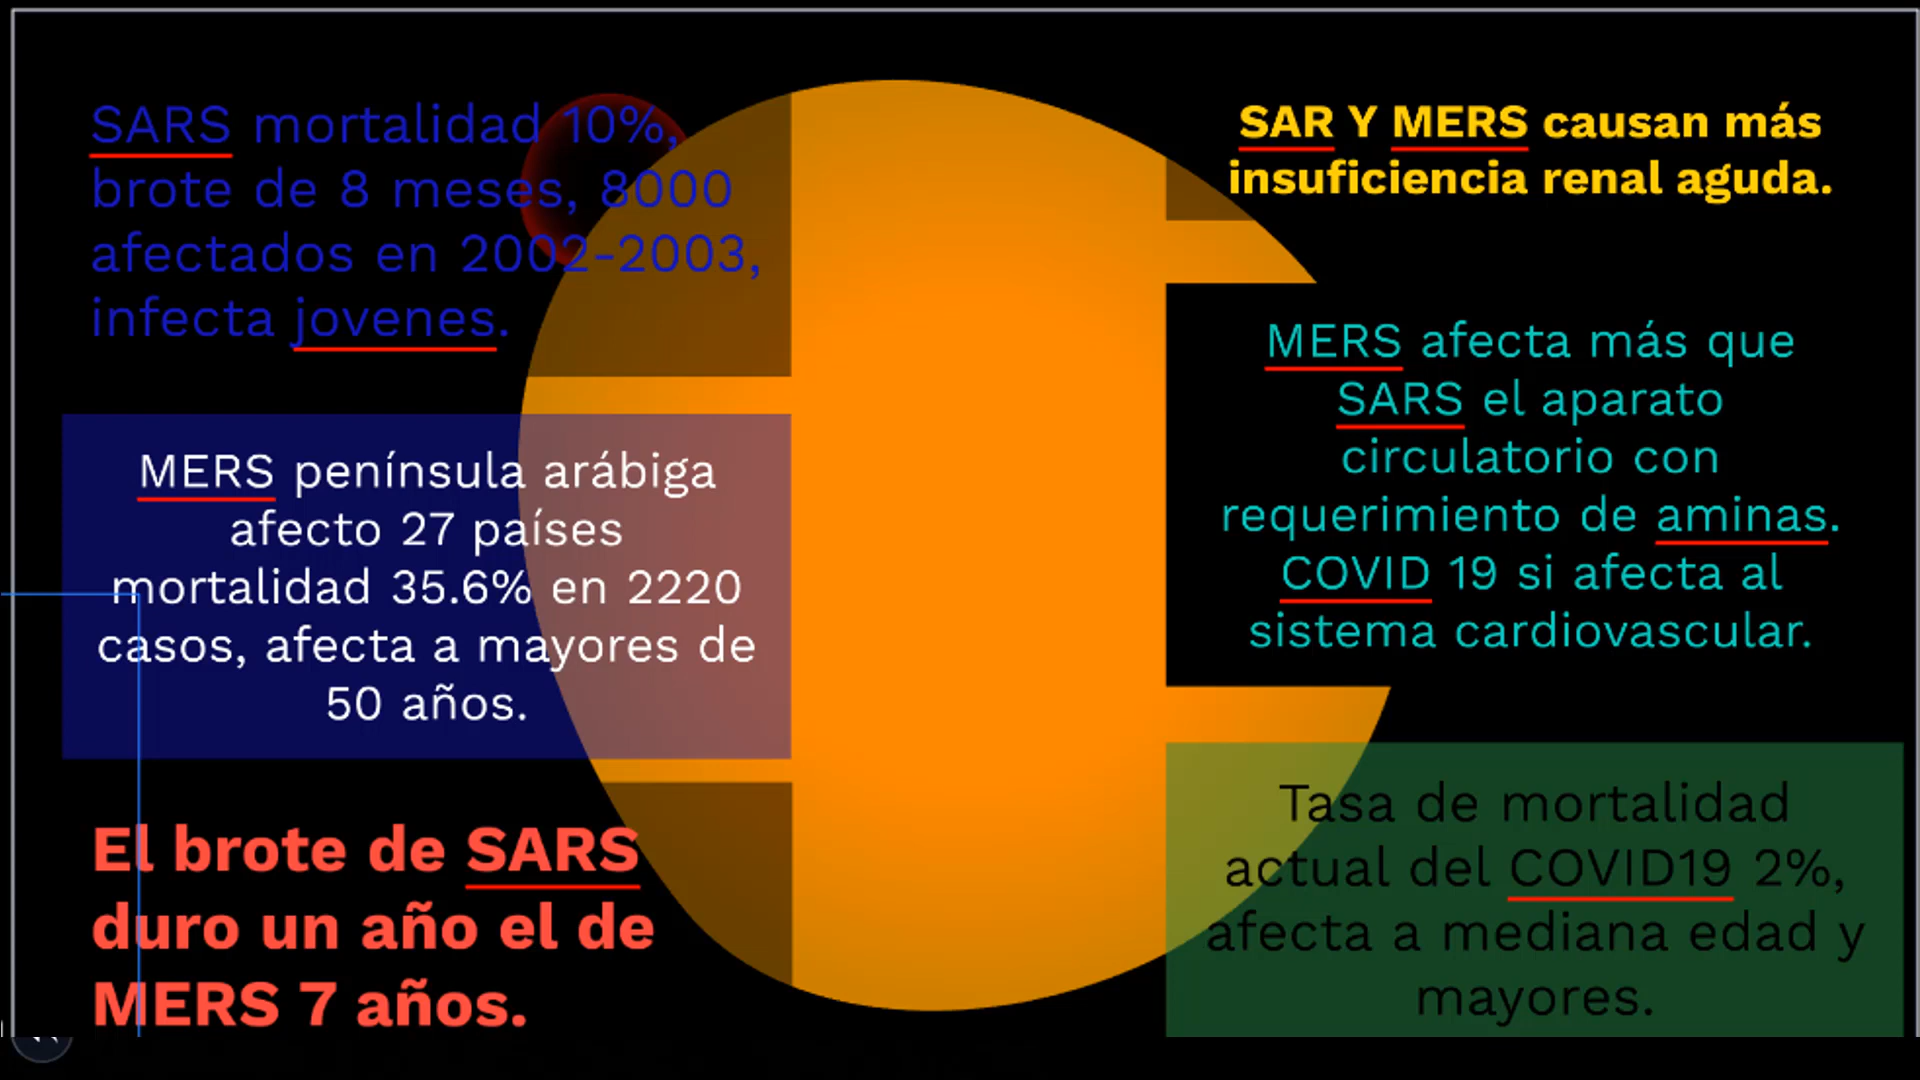 SARS mortalidad 10%,
brote de 8 meses, 8000
afectados en 2002-2003,
infecta jovenes.
MERS península arábiga
afecto 27 países
mortalidad 35.6% en 2220
casos, afecta a mayores de
50 años.
El brote de SARS
duro un año el de
MERS 7 años.
SAR Y MERS causan más
insuficiencia renal aguda.
MERS afecta más que
SARS el aparato
circulatorio con
requerimiento de aminas.
COVID 19 si afecta al
sistema cardiovascular.
Tasa de mortalidad
actual del COVID19 2%,
afecta a mediana edad y
mayores.